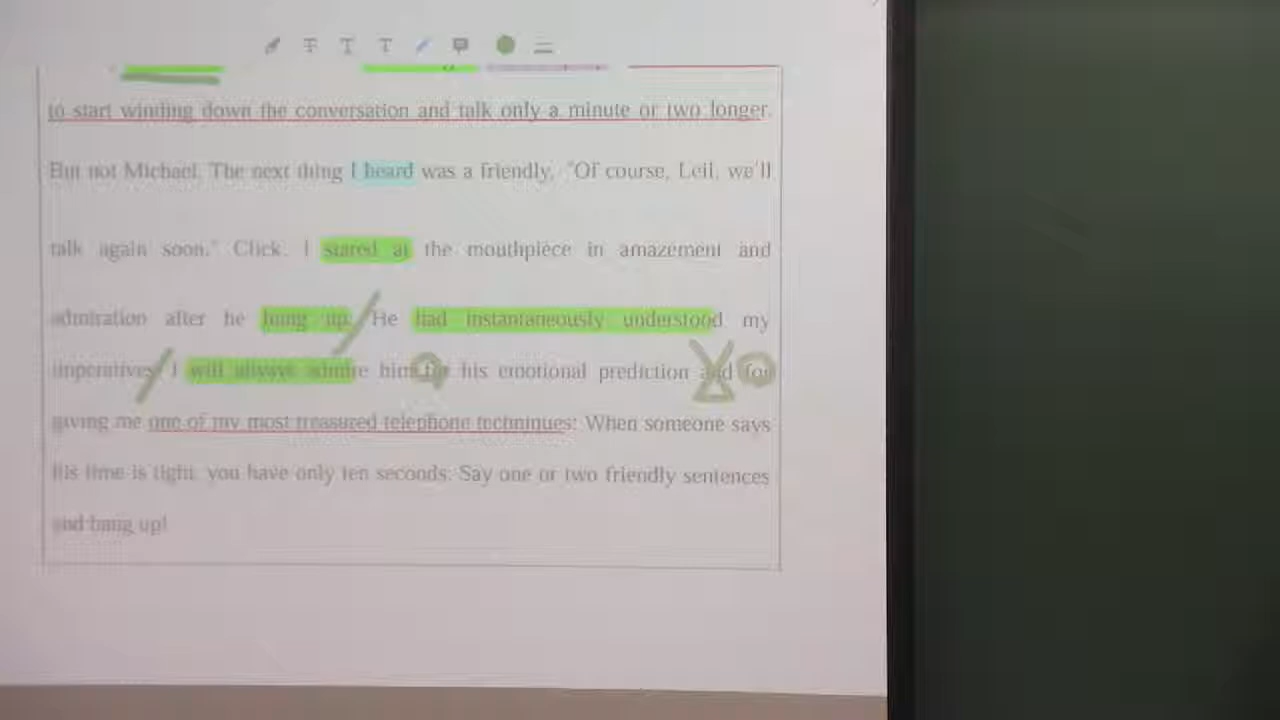 to start winding down the conversation and talk only a minute or two longer.
But not Michael. The next thing I heard was a friendly, "Of course, Leil, we'll
talk again soon." Click. I stared at the mouthpiece in amazement and
admiration after he hung up. He had instantaneously understood my
imperatives. I will always admire him for his emotional prediction and for
giving me one of my most treasured telephone techniques: When someone says
his time is tight, you have only ten seconds. Say one or two friendly sentences
and hang up!